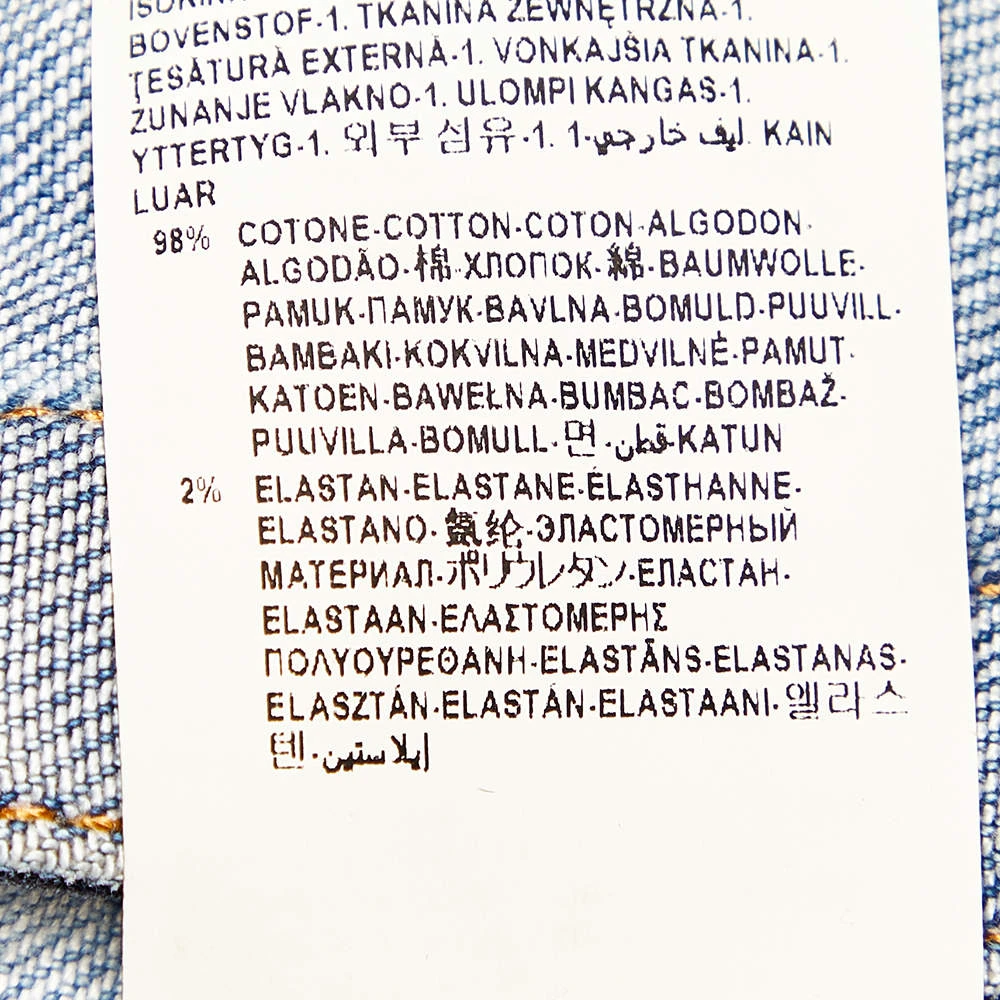 BOVENSTOF-1. TKANINA ZEWNĘTRZNA-1.
ŢESĂTURĂ EXTERNĂ-1. VONKAJŠIA TKANINA-1.
ZUNANJE VLAKNO-1. ULOMPI KANGAS-1.
YTTERTYG-1. 외부 섬유-1. ليف خارجي-1. KAIN
LUAR
98% COTONE-COTTON-COTON-ALGODON-
ALGODÃO-棉-ХЛОПОК-綿-BAUMWOLLE-
PAMUK-ПАМУК-BAVLNA-BOMULD-PUUVILL-
BAMBAKI-KOKVILNA-MEDVILNĖ-PAMUT-
KATOEN-BAWEŁNA-BUMBAC-BOMBAŽ-
PUUVILLA-BOMULL-면-قطن-KATUN
2% ELASTAN-ELASTANE-ÉLASTHANNE-
ELASTANO-氨纶-ЭЛАСТОМЕРНЫЙ
МАТЕРИАЛ-ポリウレタン-ЕЛАСТАН-
ELASTAAN-ΕΛΑΣΤΟΜΕΡΗΣ
ΠΟΛΥΟΥΡΕΘΑΝΗ-ELASTĀNS-ELASTANAS-
ELASZTÁN-ELASTÁN-ELASTAANI-엘라스
텐-إيلاستين